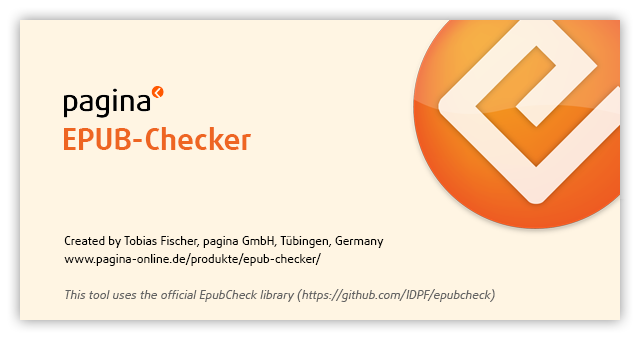 pagina
EPUB-Checker
Created by Tobias Fischer, pagina GmbH, Tübingen, Germany
www.pagina-online.de/produkte/epub-checker/
This tool uses the official EpubCheck library (https://github.com/IDPF/epubcheck)